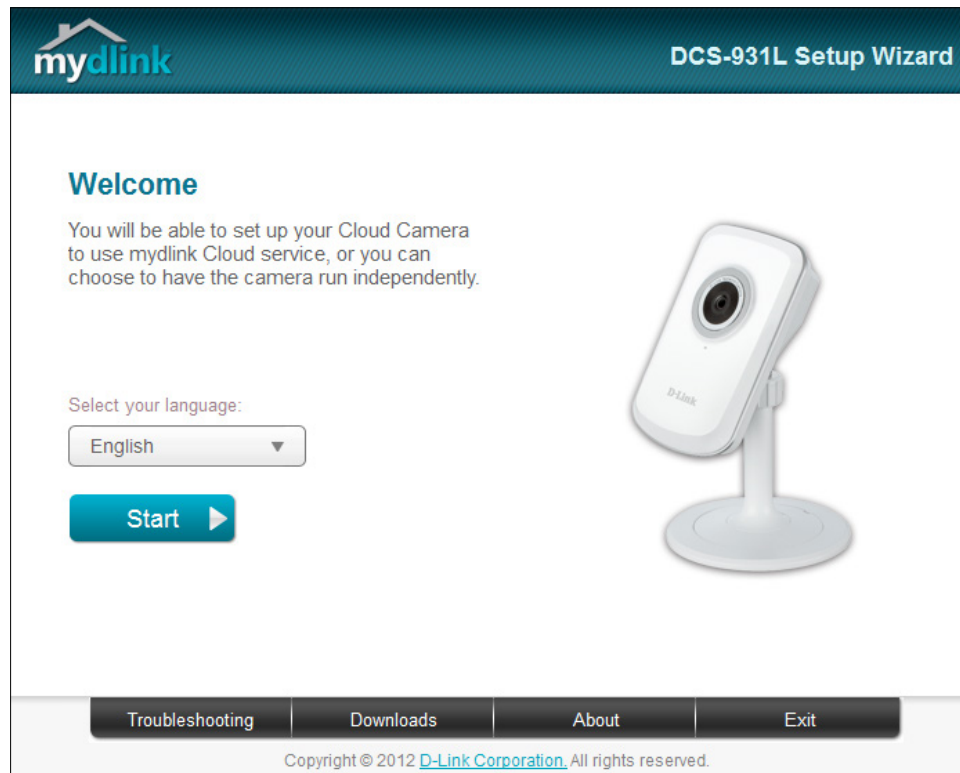 mydlink
DCS-931L Setup Wizard
Welcome
You will be able to set up your Cloud Camera
to use mydlink Cloud service, or you can
choose to have the camera run independently.
D-Link
Select your language:
English
Start
Troubleshooting
Downloads
About
Exit
Copyright © 2012 D-Link Corporation. All rights reserved.